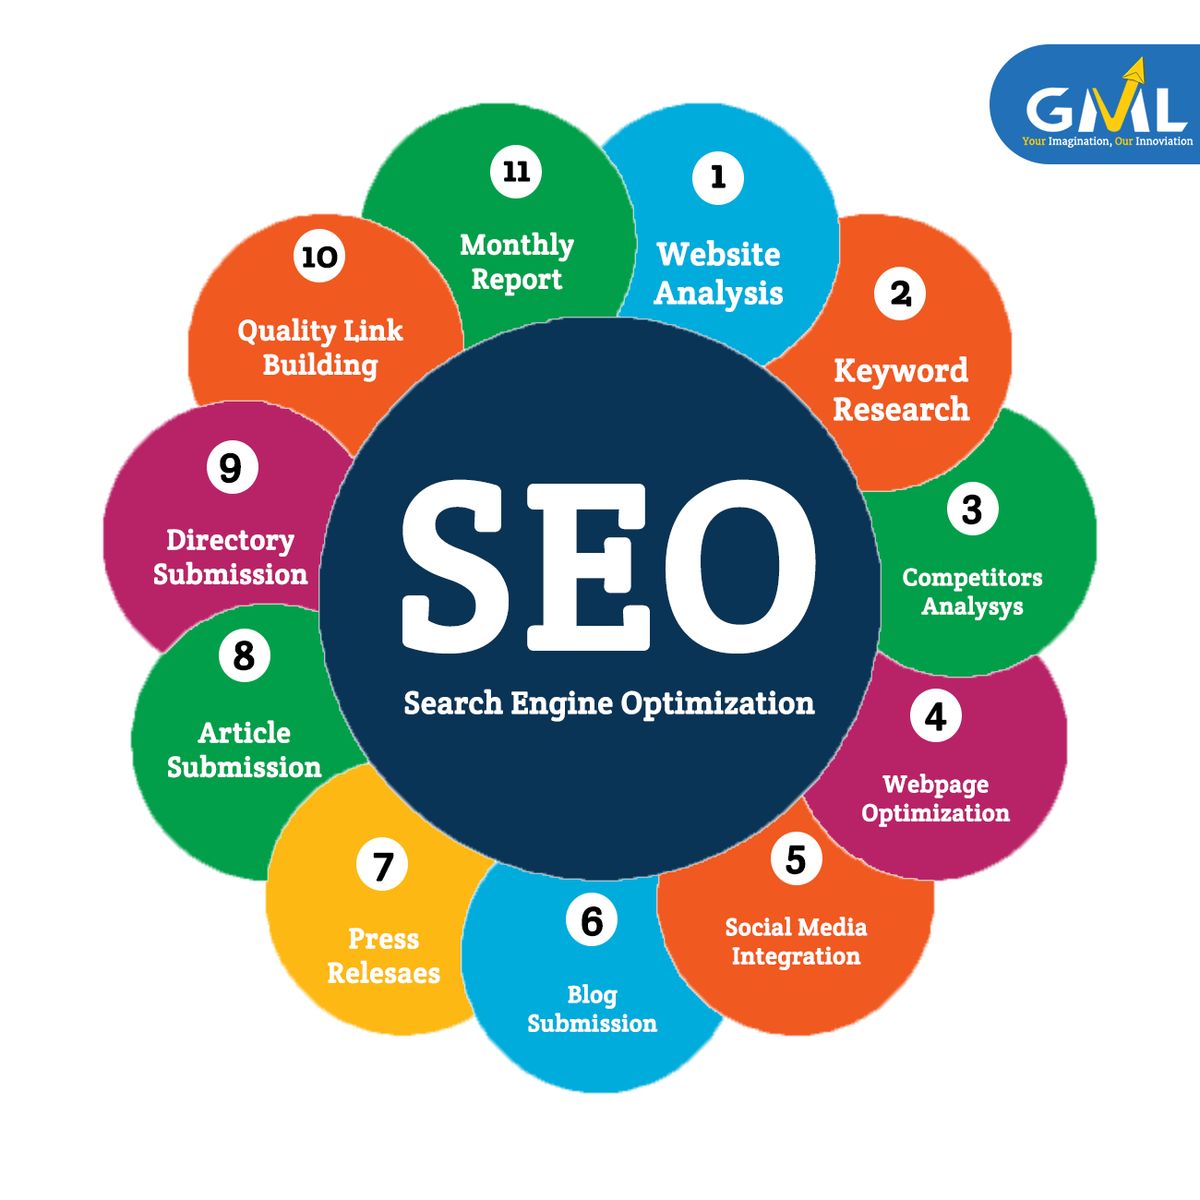 GML
Your Imagination, Our Innoviation
1
Website
Analysis
2
Keyword
Research
3
Competitors
Analysys
4
Webpage
Optimization
5
Social Media
Integration
6
Blog
Submission
7
Press
Relesaes
8
Article
Submission
9
Directory
Submission
10
Quality Link
Building
11
Monthly
Report
SEO
Search Engine Optimization